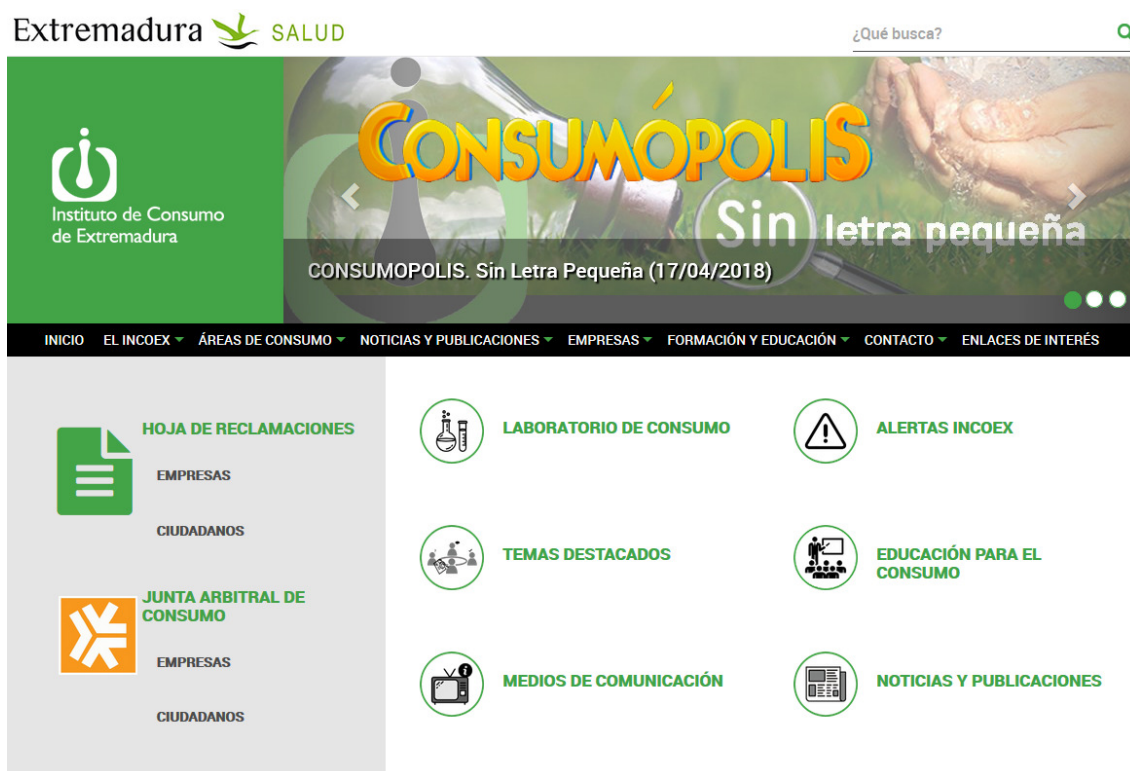 Extremadura SALUD
¿Qué busca?
Instituto de Consumo
de Extremadura
CONSUMÓPOLIS
Sin letra pequeña
CONSUMOPOLIS. Sin Letra Pequeña (17/04/2018)
INICIO EL INCOEX ÁREAS DE CONSUMO NOTICIAS Y PUBLICACIONES EMPRESAS FORMACIÓN Y EDUCACIÓN CONTACTO ENLACES DE INTERÉS
HOJA DE RECLAMACIONES
EMPRESAS
CIUDADANOS
JUNTA ARBITRAL DE
CONSUMO
EMPRESAS
CIUDADANOS
LABORATORIO DE CONSUMO
ALERTAS INCOEX
TEMAS DESTACADOS
EDUCACIÓN PARA EL
CONSUMO
MEDIOS DE COMUNICACIÓN
NOTICIAS Y PUBLICACIONES